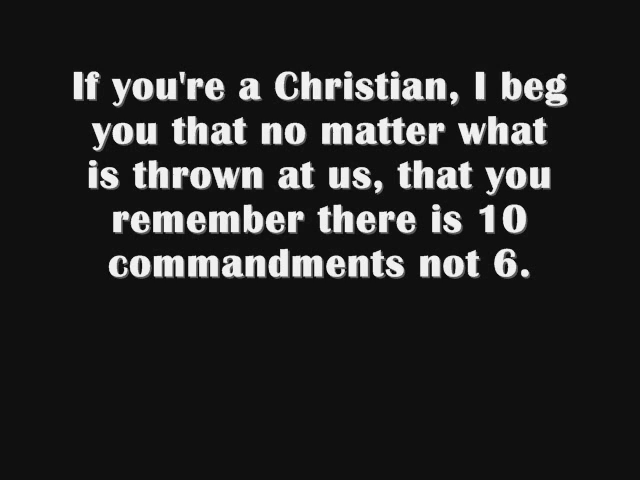 If you're a Christian, I beg
you that no matter what
is thrown at us, that you
remember there is 10
commandments not 6.